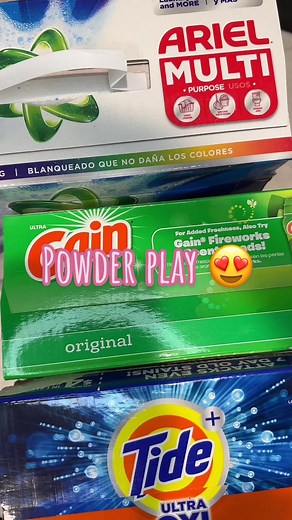 and MORE
y MÁS
ARIEL
MULTI
PURPOSE USOS
G | BLANQUEADO QUE NO DAÑA LOS COLORES
ULTRA
Gain
For Added Freshness, Also Try
Gain® Fireworks
POWDER PLAY 😍
original
Tide
+
ULTRA
OXI